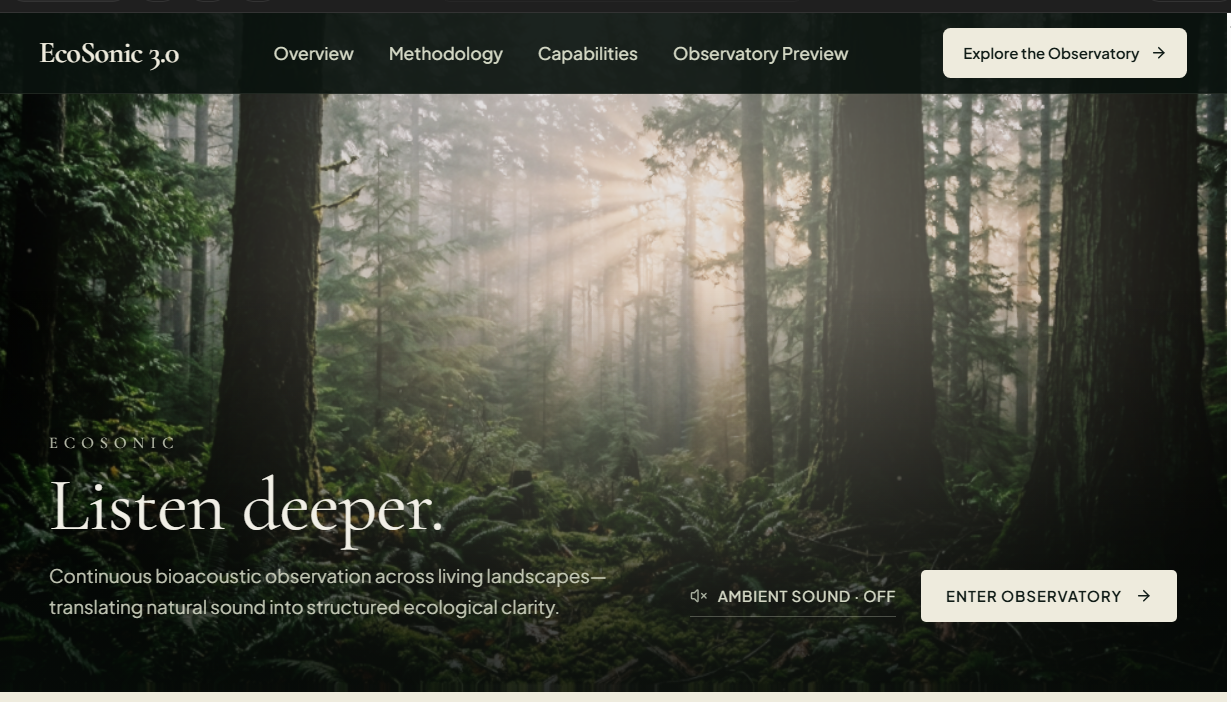 EcoSonic 3.0
Overview
Methodology
Capabilities
Observatory Preview
Explore the Observatory →
ECOSONIC
Listen deeper.
Continuous bioacoustic observation across living landscapes—
translating natural sound into structured ecological clarity.
AMBIENT SOUND · OFF
ENTER OBSERVATORY →